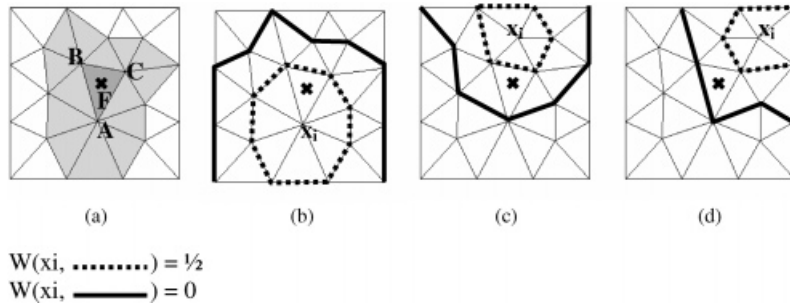 B
C
F
A
xi
xi
xi
(a)
(b)
(c)
(d)
W(xi, ) = ½
W(xi, ) = 0